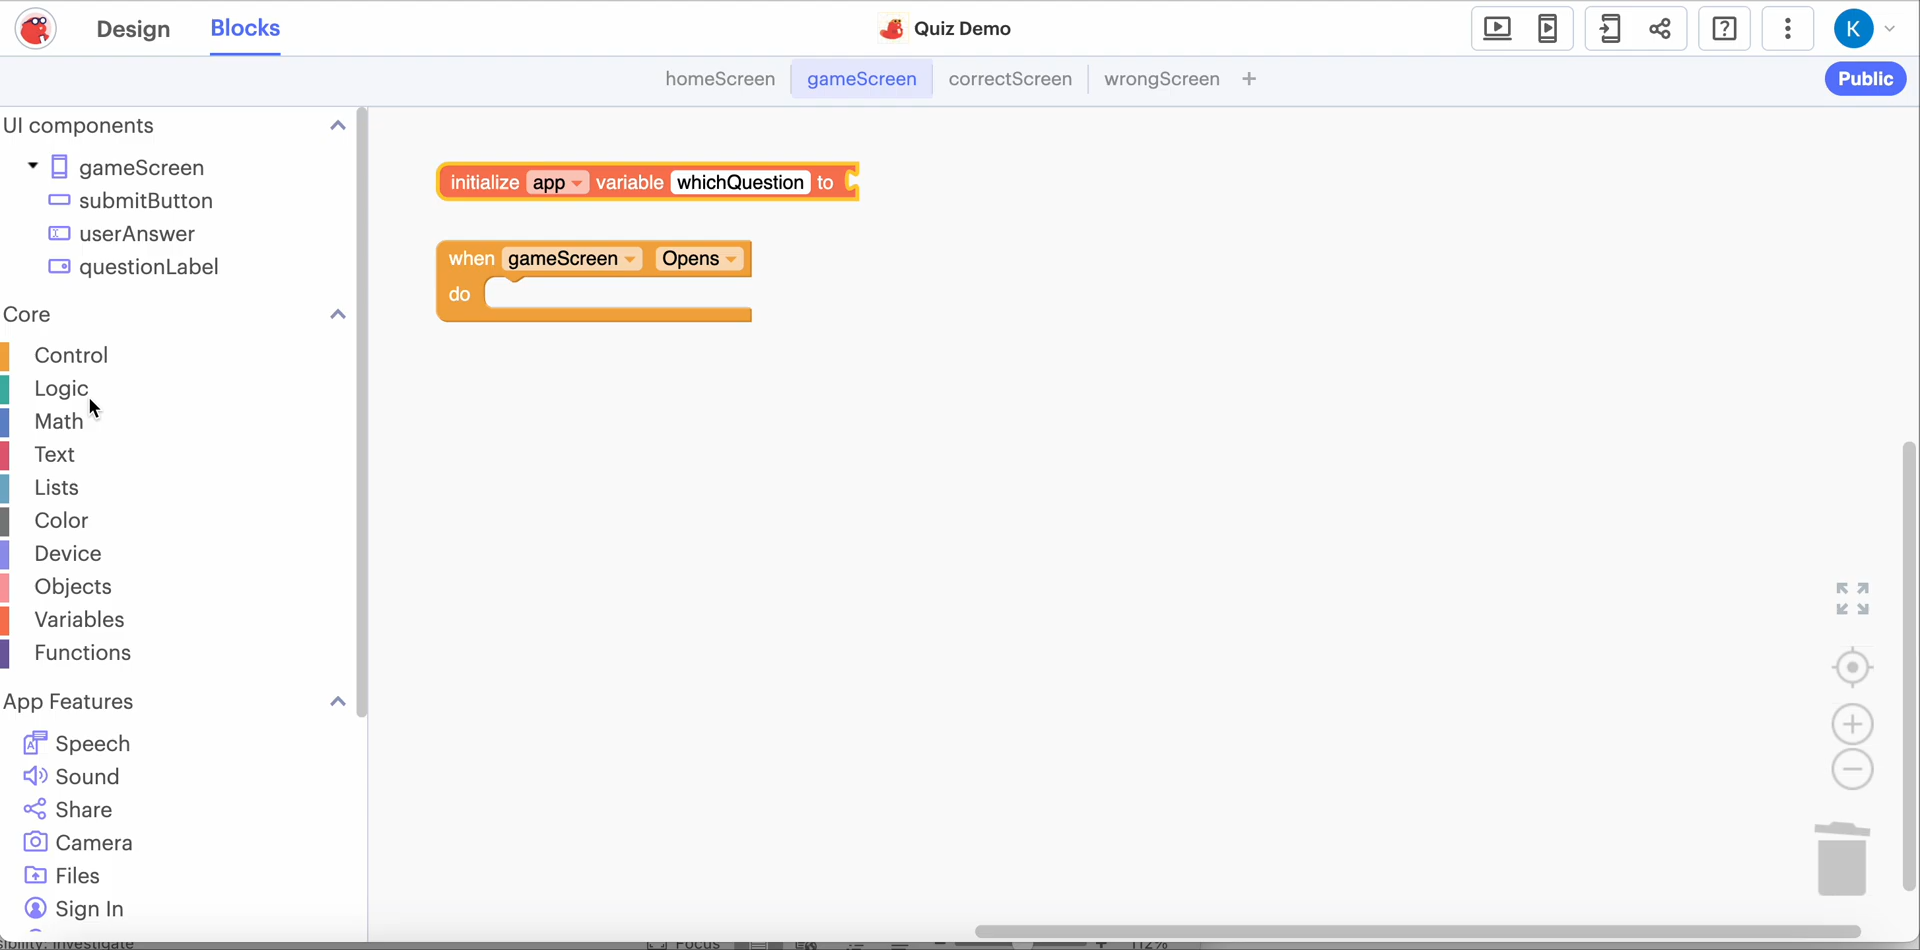 Design Blocks Quiz Demo K
homeScreen gameScreen correctScreen wrongScreen + Public
UI components
gameScreen
submitButton
userAnswer
questionLabel
Core
Control
Logic
Math
Text
Lists
Color
Device
Objects
Variables
Functions
App Features
Speech
Sound
Share
Camera
Files
Sign In
initialize app variable whichQuestion to
when gameScreen Opens
do
Focus 112%